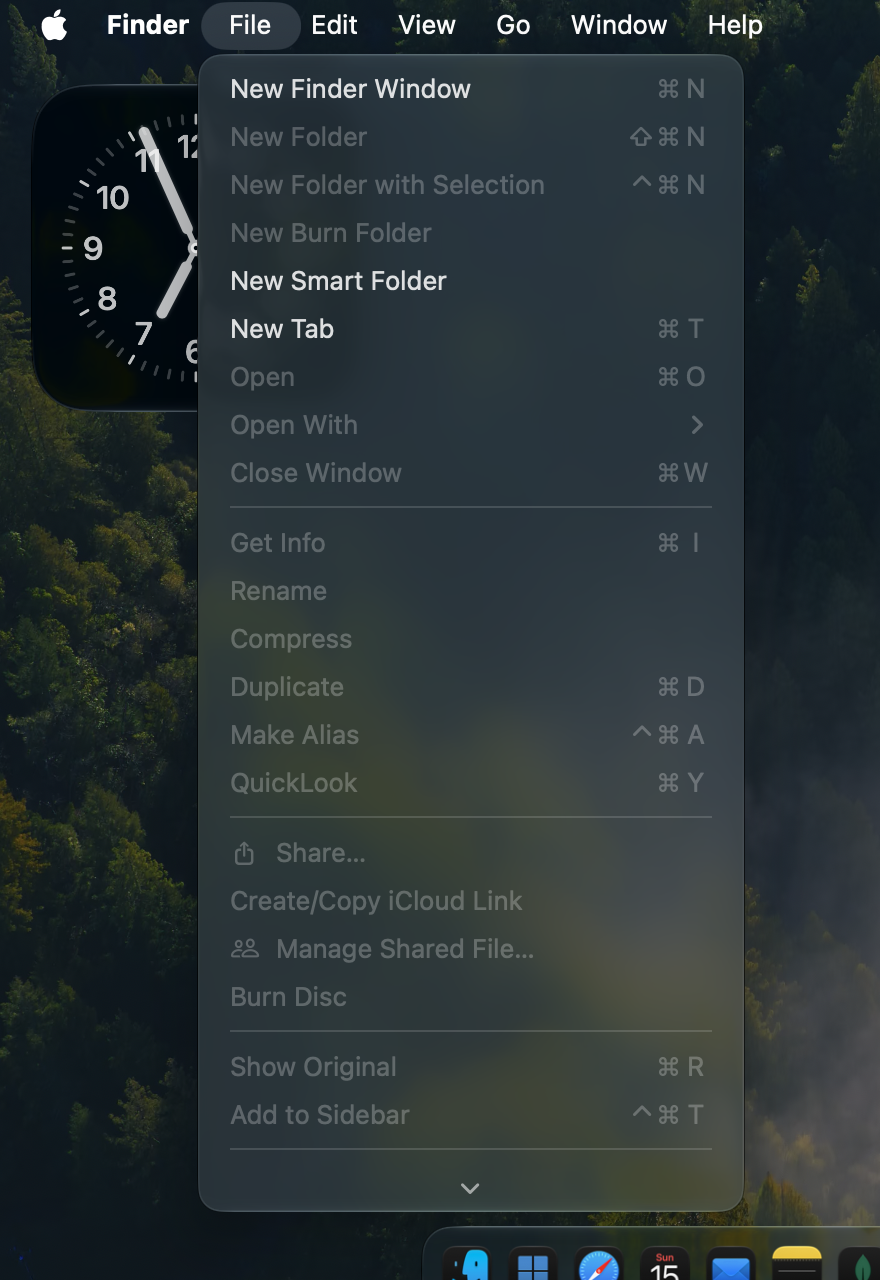 Finder File Edit View Go Window Help
New Finder Window ⌘ N
New Folder ⇧ ⌘ N
New Folder with Selection ^ ⌘ N
New Burn Folder
New Smart Folder
New Tab ⌘ T
Open ⌘ O
Open With >
Close Window ⌘ W
Get Info ⌘ I
Rename
Compress
Duplicate ⌘ D
Make Alias ^ ⌘ A
QuickLook ⌘ Y
Share...
Create/Copy iCloud Link
Manage Shared File...
Burn Disc
Show Original ⌘ R
Add to Sidebar ^ ⌘ T
12
11
10
9
8
7
6
Sun
15